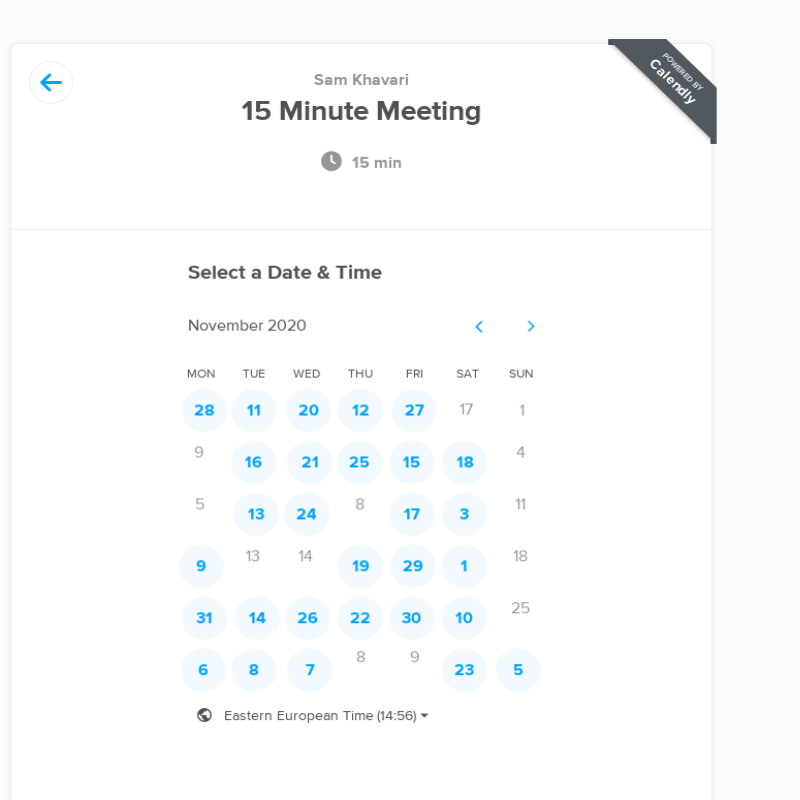 POWERED BY
Calendly
Sam Khavari
15 Minute Meeting
15 min
Select a Date & Time
November 2020
MON TUE WED THU FRI SAT SUN
28 11 20 12 27 17 1
9 16 21 25 15 18 4
5 13 24 8 17 3 11
9 13 14 19 29 1 18
31 14 26 22 30 10 25
6 8 7 8 9 23 5
Eastern European Time (14:56)